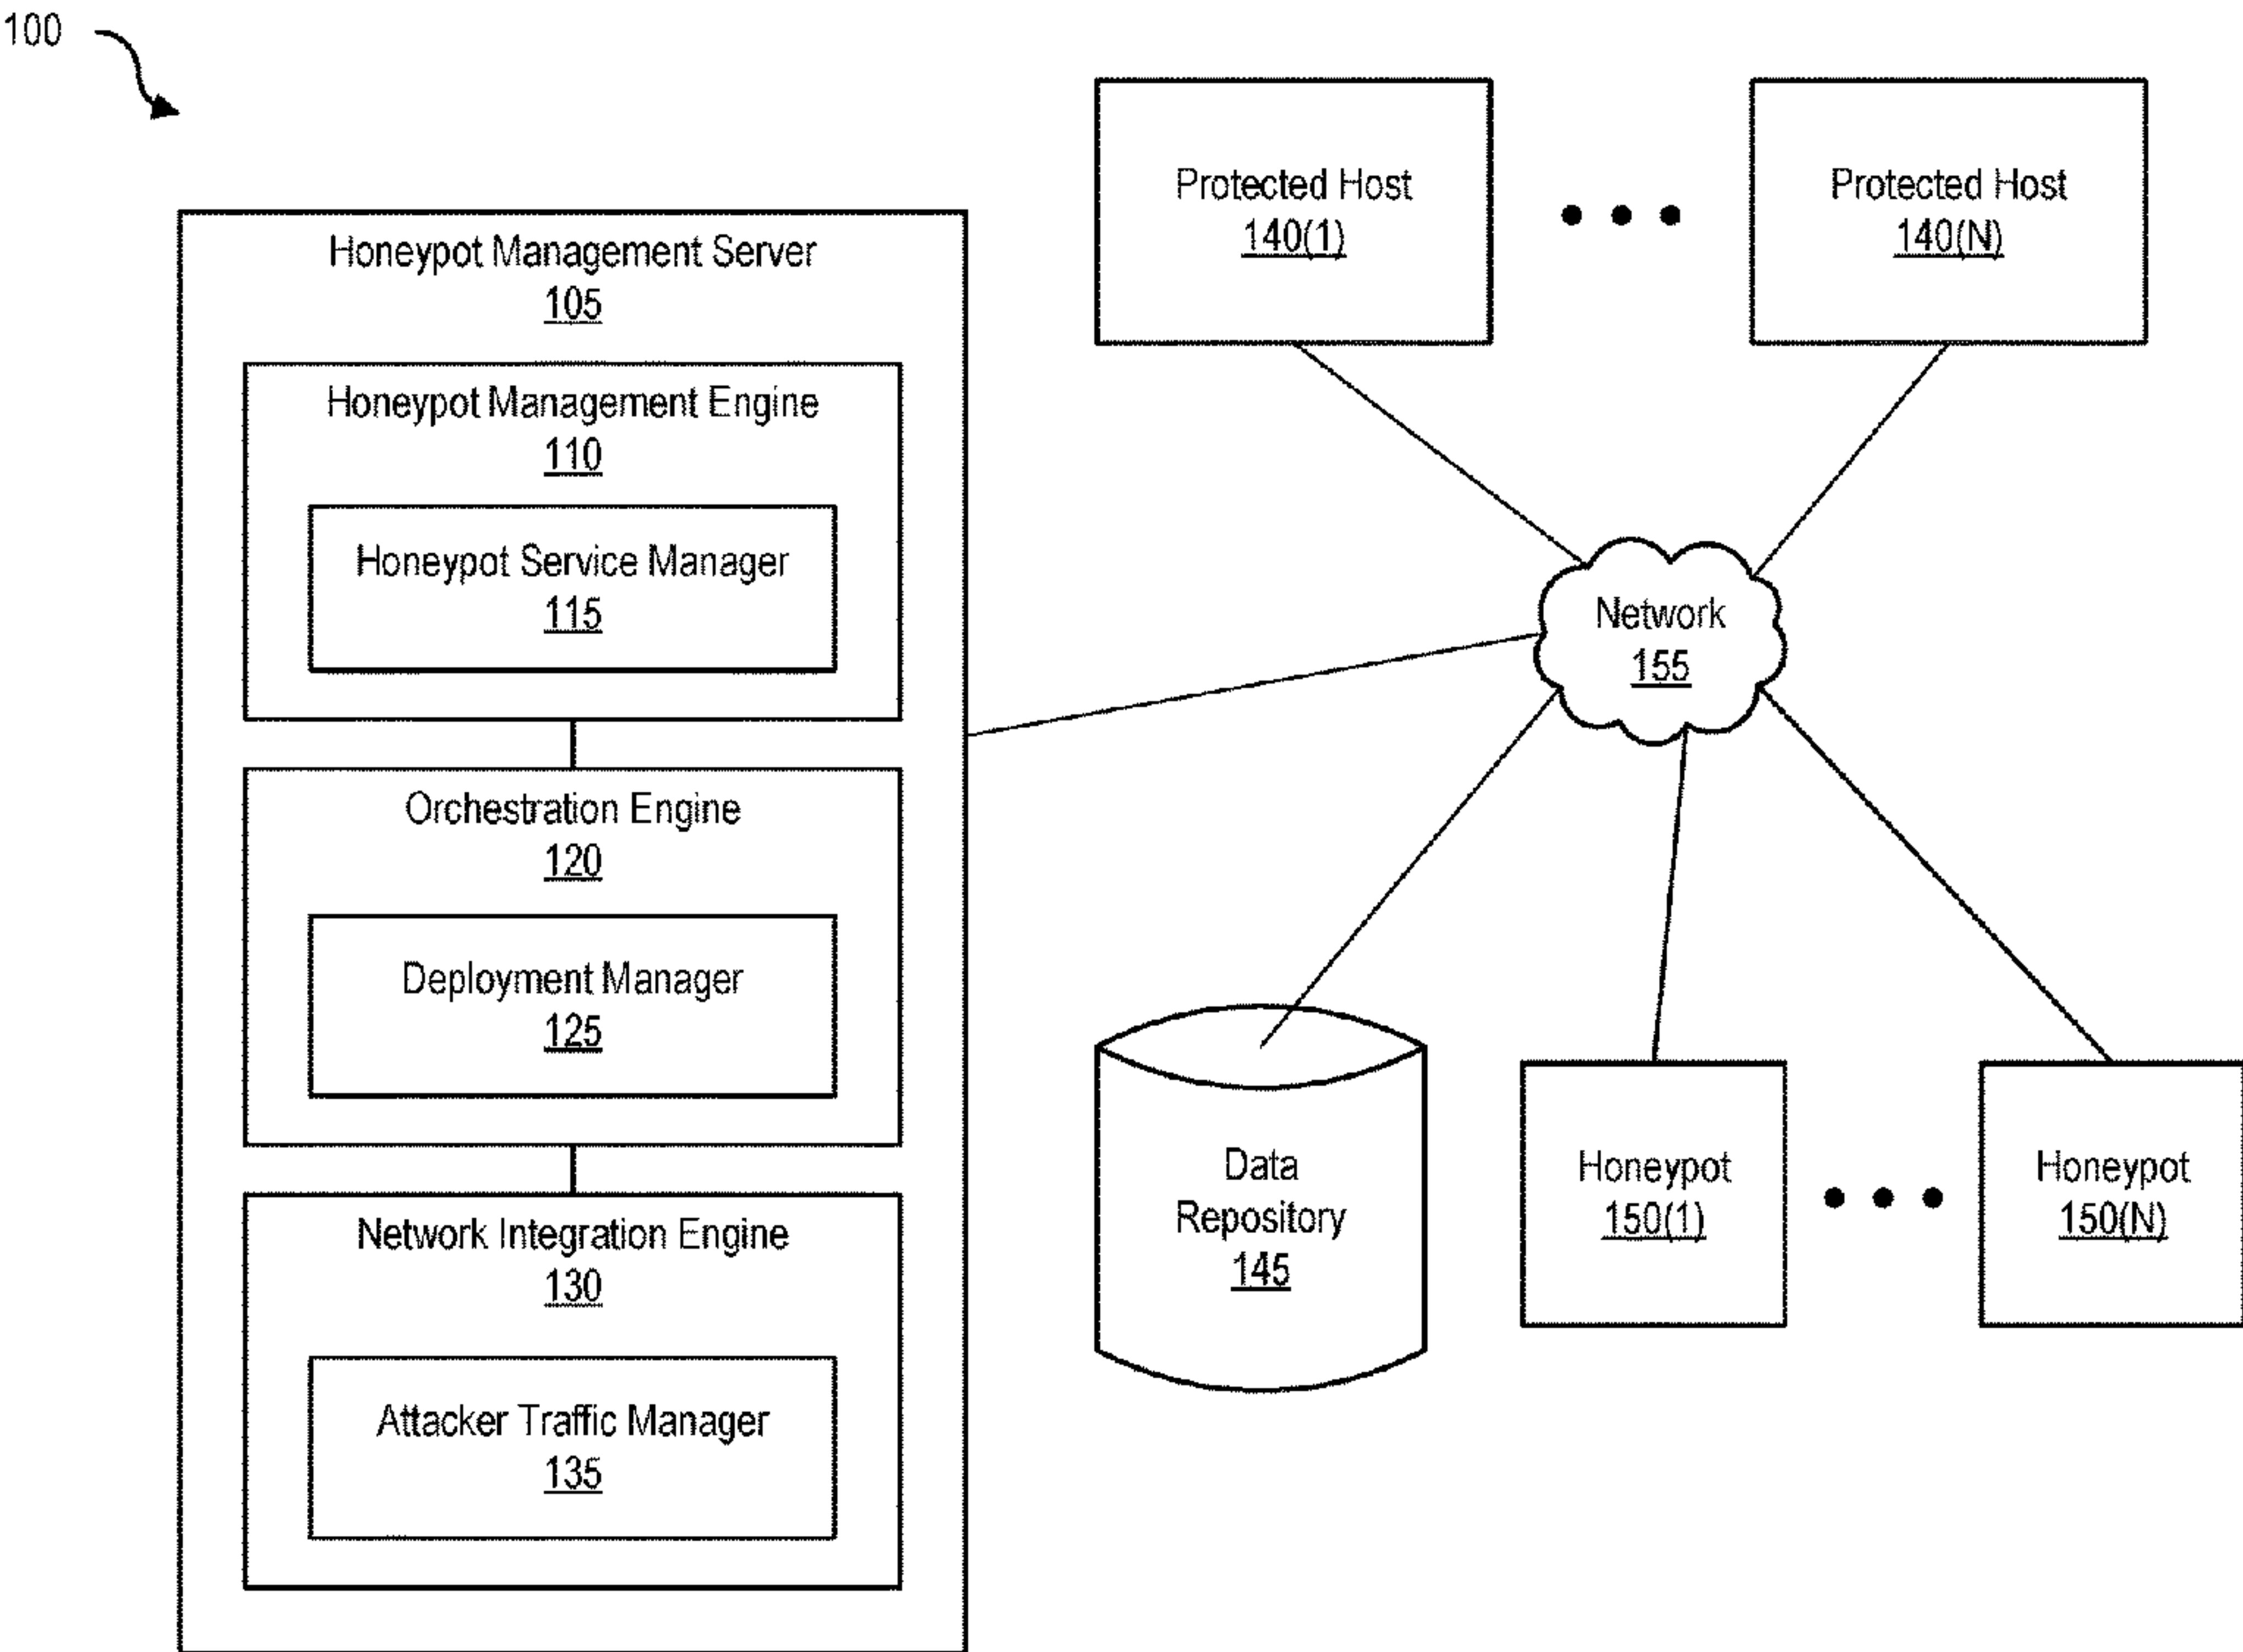 100
Honeypot Management Server
105
Honeypot Management Engine
110
Honeypot Service Manager
115
Orchestration Engine
120
Deployment Manager
125
Network Integration Engine
130
Attacker Traffic Manager
135
Protected Host
140(1)
Protected Host
140(N)
Network
155
Data
Repository
145
Honeypot
150(1)
Honeypot
150(N)